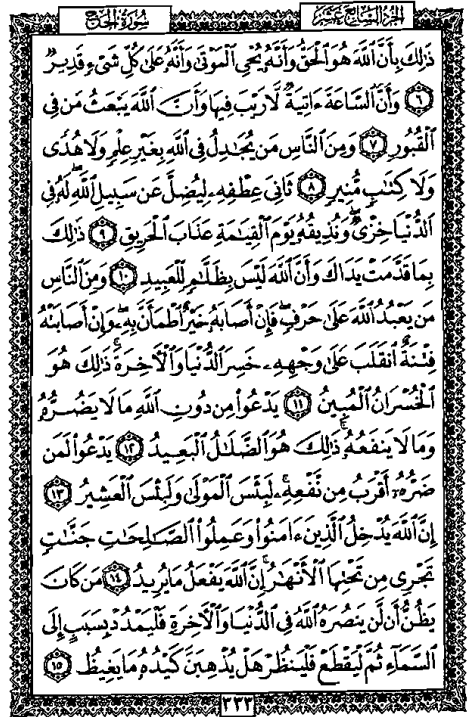 الجزء السابع عشر
سورة الحج
ذَٰلِكَ بِأَنَّ ٱللَّهَ هُوَ ٱلۡحَقُّ وَأَنَّهُۥ يُحۡيِ ٱلۡمَوۡتَىٰ وَأَنَّهُۥ عَلَىٰ كُلِّ شَيۡءٖ قَدِيرٞ
٦ وَأَنَّ ٱلسَّاعَةَ ءَاتِيَةٞ لَّا رَيۡبَ فِيهَا وَأَنَّ ٱللَّهَ يَبۡعَثُ مَن فِي
ٱلۡقُبُورِ ٧ وَمِنَ ٱلنَّاسِ مَن يُجَٰدِلُ فِي ٱللَّهِ بِغَيۡرِ عِلۡمٖ وَلَا هُدٗى
وَلَا كِتَٰبٖ مُّنِيرٖ ٨ ثَانِيَ عِطۡفِهِۦ لِيُضِلَّ عَن سَبِيلِ ٱللَّهِۖ لَهُۥ فِي
ٱلدُّنۡيَا خِزۡيٞۖ وَنُذِيقُهُۥ يَوۡمَ ٱلۡقِيَٰمَةِ عَذَابَ ٱلۡحَرِيقِ ٩ ذَٰلِكَ
بِمَا قَدَّمَتۡ يَدَاكَ وَأَنَّ ٱللَّهَ لَيۡسَ بِظَلَّٰمٖ لِّلۡعَبِيدِ ١٠ وَمِنَ ٱلنَّاسِ
مَن يَعۡبُدُ ٱللَّهَ عَلَىٰ حَرۡفٖۖ فَإِنۡ أَصَابَهُۥ خَيۡرٌ ٱطۡمَأَنَّ بِهِۦۖ وَإِنۡ أَصَابَتۡهُ
فِتۡنَةٌ ٱنقَلَبَ عَلَىٰ وَجۡهِهِۦ خَسِرَ ٱلدُّنۡيَا وَٱلۡأٓخِرَةَۚ ذَٰلِكَ هُوَ
ٱلۡخُسۡرَانُ ٱلۡمُبِينُ ١١ يَدۡعُواْ مِن دُونِ ٱللَّهِ مَا لَا يَضُرُّهُۥ
وَمَا لَا يَنفَعُهُۥۚ ذَٰلِكَ هُوَ ٱلضَّلَٰلُ ٱلۡبَعِيدُ ١٢ يَدۡعُواْ لَمَن
ضَرُّهُۥٓ أَقۡرَبُ مِن نَّفۡعِهِۦۚ لَبِئۡسَ ٱلۡمَوۡلَىٰ وَلَبِئۡسَ ٱلۡعَشِيرُ ١٣
إِنَّ ٱللَّهَ يُدۡخِلُ ٱلَّذِينَ ءَامَنُواْ وَعَمِلُواْ ٱلصَّٰلِحَٰتِ جَنَّٰتٖ
تَجۡرِي مِن تَحۡتِهَا ٱلۡأَنۡهَٰرُۚ إِنَّ ٱللَّهَ يَفۡعَلُ مَا يُرِيدُ ١٤ مَن كَانَ
يَظُنُّ أَن لَّن يَنصُرَهُ ٱللَّهُ فِي ٱلدُّنۡيَا وَٱلۡأٓخِرَةِ فَلۡيَمۡدُدۡ بِسَبَبٍ إِلَى
ٱلسَّمَآءِ ثُمَّ لۡيَقۡطَعۡ فَلۡيَنظُرۡ هَلۡ يُذۡهِبَنَّ كَيۡدُهُۥ مَا يَغِيظُ ١٥
٣٣٣